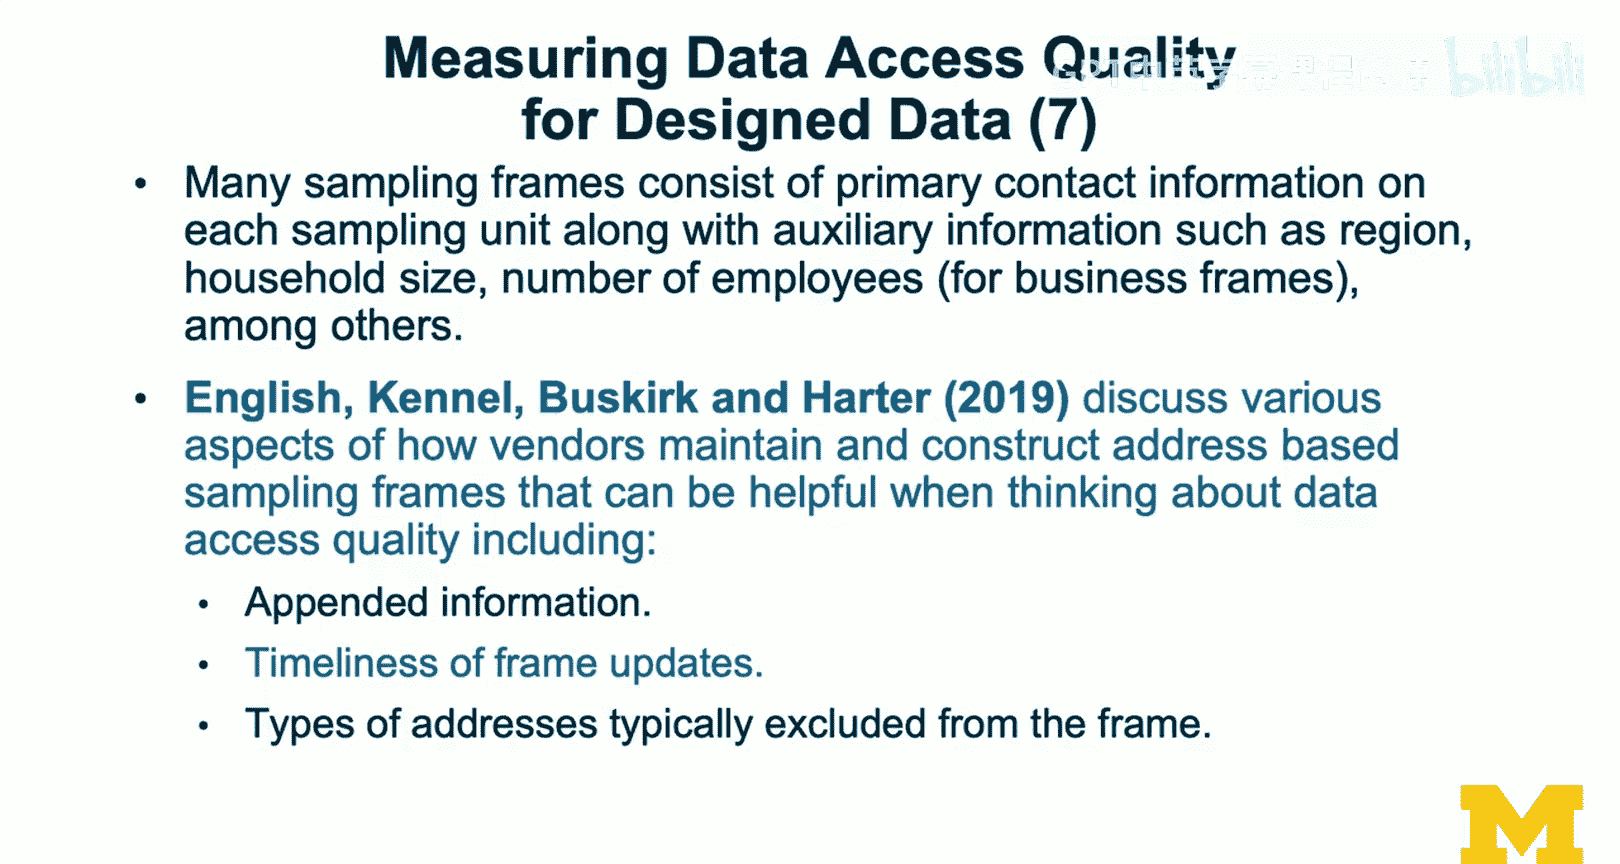 Measuring Data Access Quality
for Designed Data (7)
bilibili
• Many sampling frames consist of primary contact information on
each sampling unit along with auxiliary information such as region,
household size, number of employees (for business frames),
among others.
• English, Kennel, Buskirk and Harter (2019) discuss various
aspects of how vendors maintain and construct address based
sampling frames that can be helpful when thinking about data
access quality including:
• Appended information.
• Timeliness of frame updates.
• Types of addresses typically excluded from the frame.
M